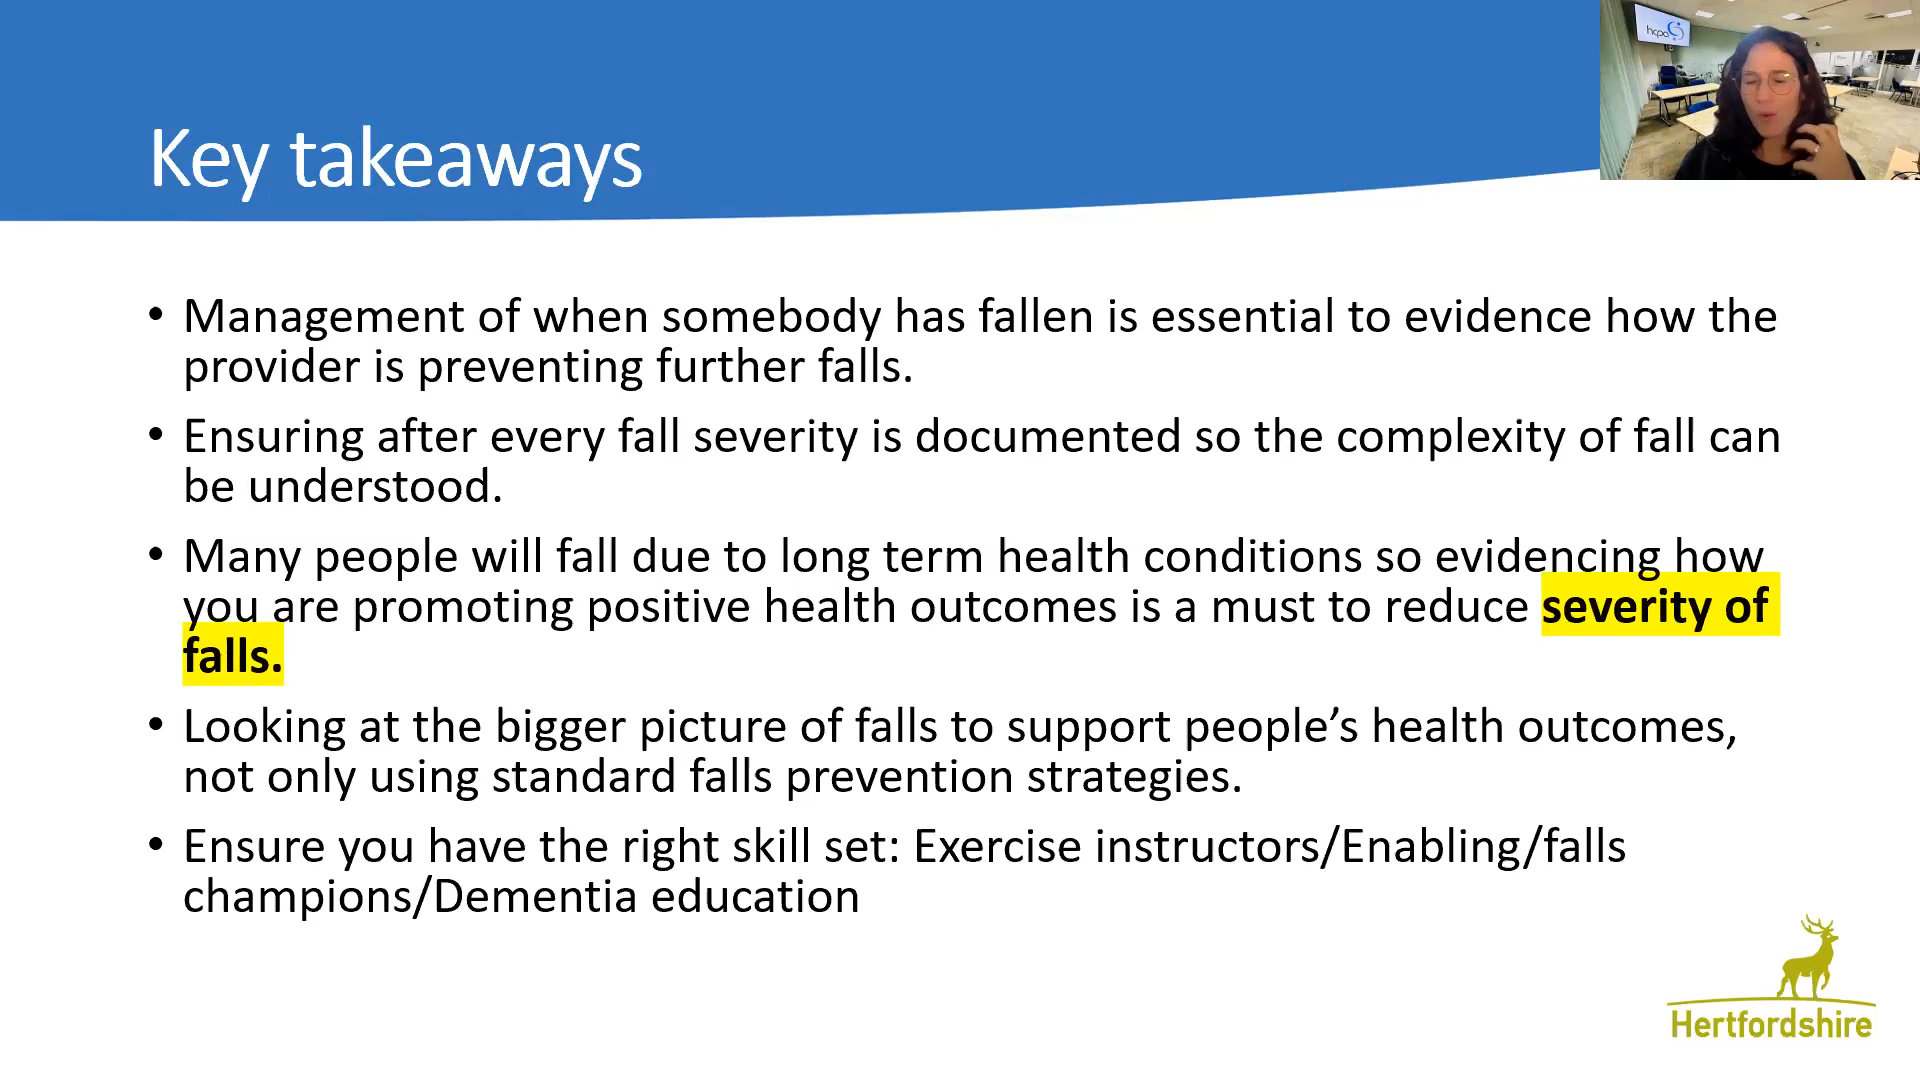 hcpa
Key takeaways
• Management of when somebody has fallen is essential to evidence how the
provider is preventing further falls.
• Ensuring after every fall severity is documented so the complexity of fall can
be understood.
• Many people will fall due to long term health conditions so evidencing how
you are promoting positive health outcomes is a must to reduce severity of
falls.
• Looking at the bigger picture of falls to support people’s health outcomes,
not only using standard falls prevention strategies.
• Ensure you have the right skill set: Exercise instructors/Enabling/falls
champions/Dementia education
Hertfordshire